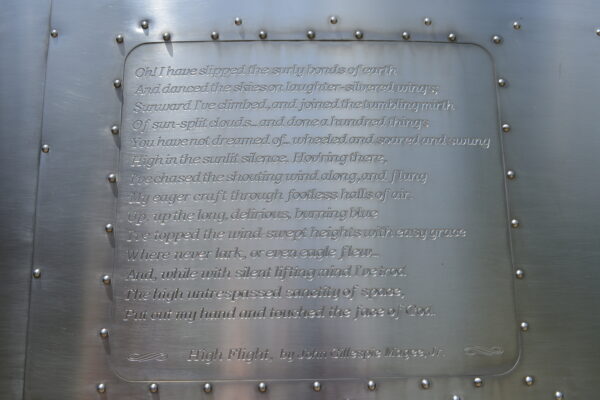 Oh! I have slipped the surly bonds of earth
And danced the skies on laughter-silvered wings;
Sunward I've climbed, and joined the tumbling mirth
Of sun-split clouds...and done a hundred things
You have not dreamed of... wheeled and soared and swung
High in the sunlit silence. Hov'ring there,
I've chased the shouting wind along, and flung
My eager craft through footless halls of air.
Up, up the long, delirious, burning blue
I've topped the wind swept heights with easy grace
Where never lark, or even eagle flew...
And, while with silent lifting mind I've trod
The high untrespassed sanctity of space,
Put out my hand and touched the face of God.
High Flight, by John Gillespie Magee, Jr.